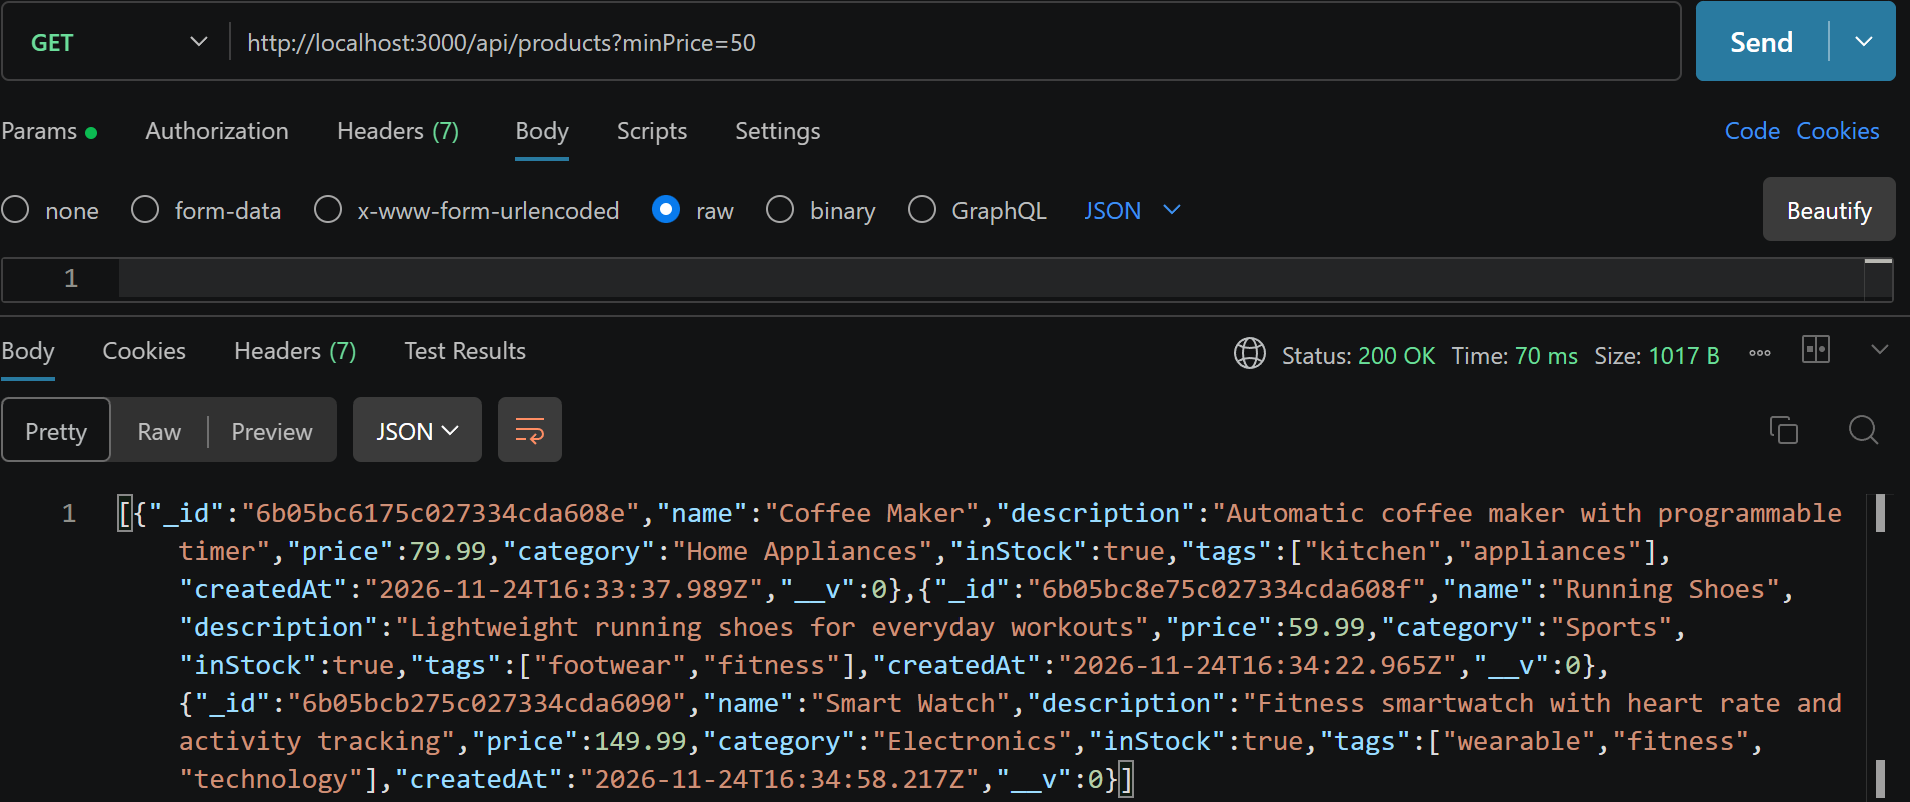 GET http://localhost:3000/api/products?minPrice=50 Send
Params Authorization Headers (7) Body Scripts Settings Code Cookies
none form-data x-www-form-urlencoded raw binary GraphQL JSON Beautify
1
Body Cookies Headers (7) Test Results Status: 200 OK Time: 70 ms Size: 1017 B
Pretty Raw Preview JSON
1 [{"_id":"6b05bc6175c027334cda608e","name":"Coffee Maker","description":"Automatic coffee maker with programmable
timer","price":79.99,"category":"Home Appliances","inStock":true,"tags":["kitchen","appliances"],
"createdAt":"2026-11-24T16:33:37.989Z","__v":0},{"_id":"6b05bc8e75c027334cda608f","name":"Running Shoes",
"description":"Lightweight running shoes for everyday workouts","price":59.99,"category":"Sports",
"inStock":true,"tags":["footwear","fitness"],"createdAt":"2026-11-24T16:34:22.965Z","__v":0},
{"_id":"6b05bcb275c027334cda6090","name":"Smart Watch","description":"Fitness smartwatch with heart rate and
activity tracking","price":149.99,"category":"Electronics","inStock":true,"tags":["wearable","fitness",
"technology"],"createdAt":"2026-11-24T16:34:58.217Z","__v":0}]